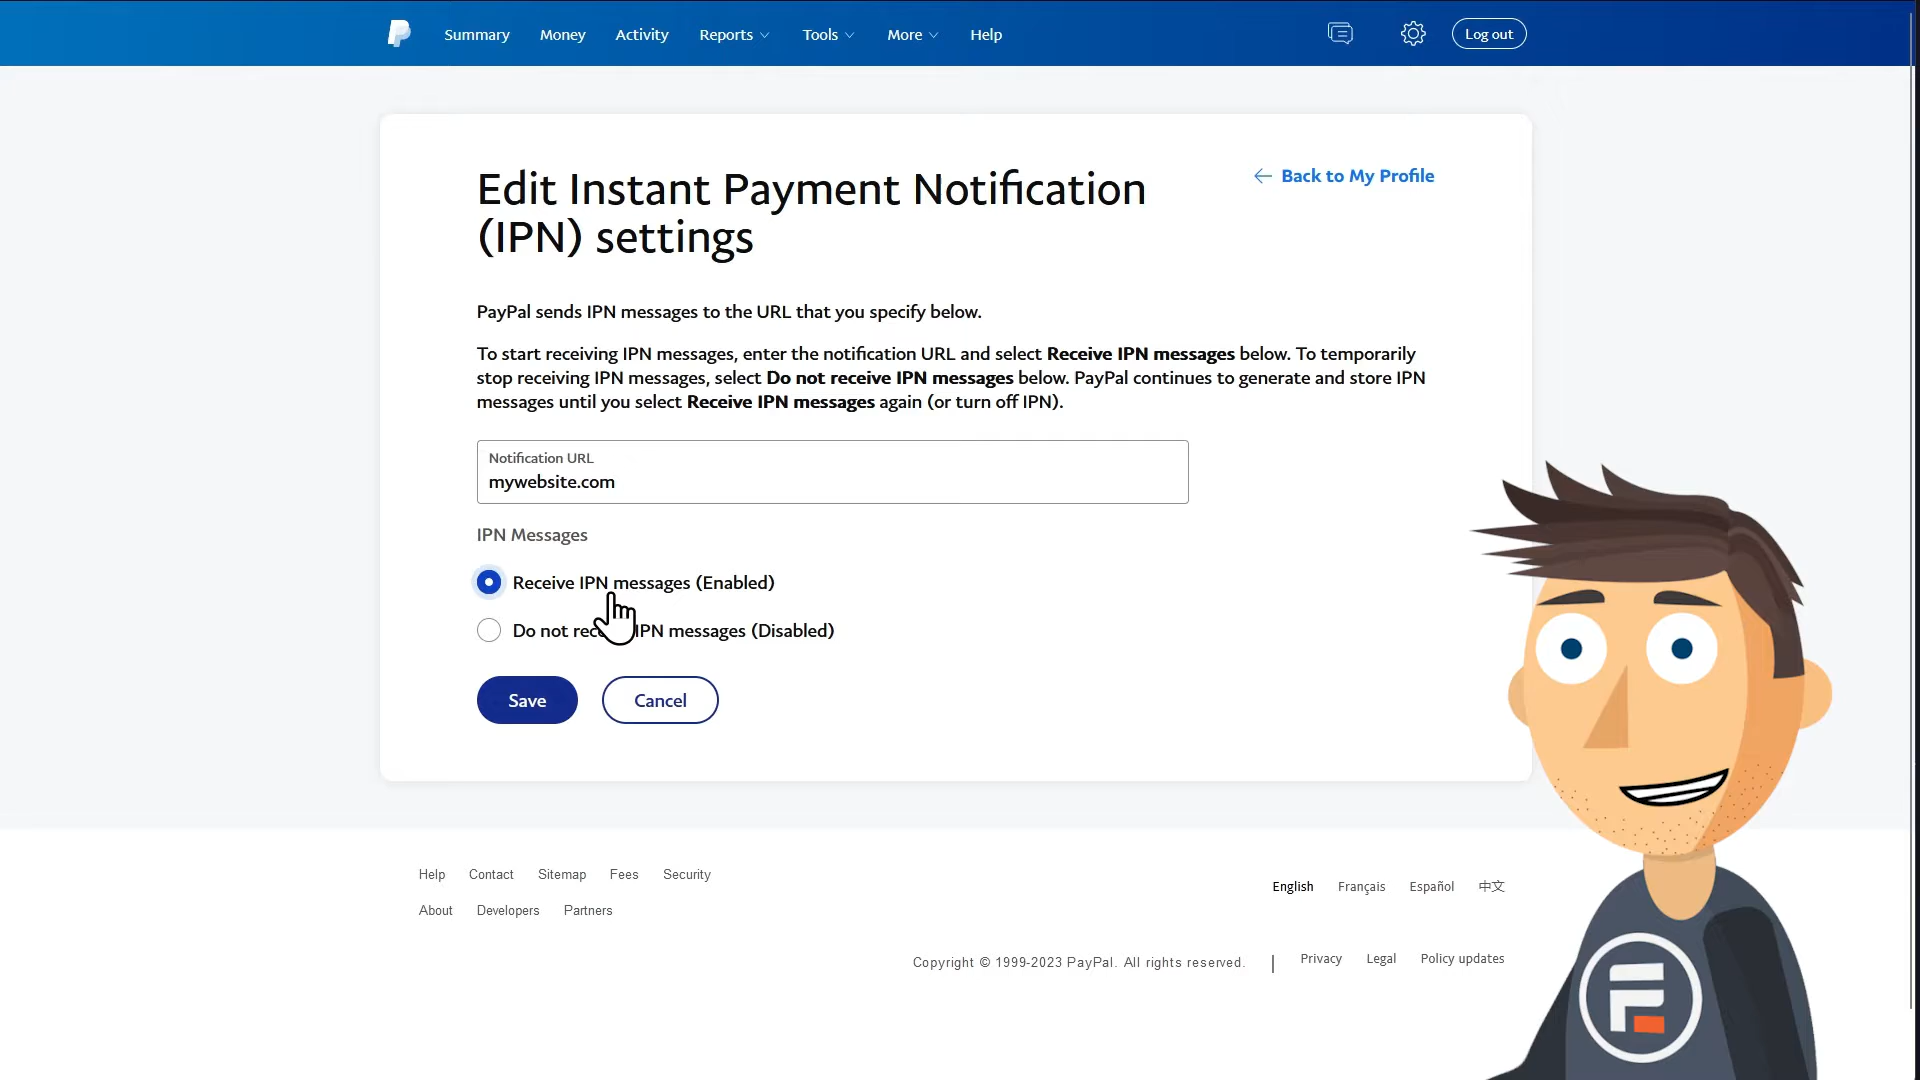 Summary Money Activity Reports Tools More Help Log out
Edit Instant Payment Notification
(IPN) settings
Back to My Profile
PayPal sends IPN messages to the URL that you specify below.
To start receiving IPN messages, enter the notification URL and select Receive IPN messages below. To temporarily
stop receiving IPN messages, select Do not receive IPN messages below. PayPal continues to generate and store IPN
messages until you select Receive IPN messages again (or turn off IPN).
Notification URL
mywebsite.com
IPN Messages
Receive IPN messages (Enabled)
Do not IPN messages (Disabled)
Save Cancel
Help Contact Sitemap Fees Security
About Developers Partners
English Français Español 中文
Copyright © 1999-2023 PayPal. All rights reserved. | Privacy Legal Policy updates